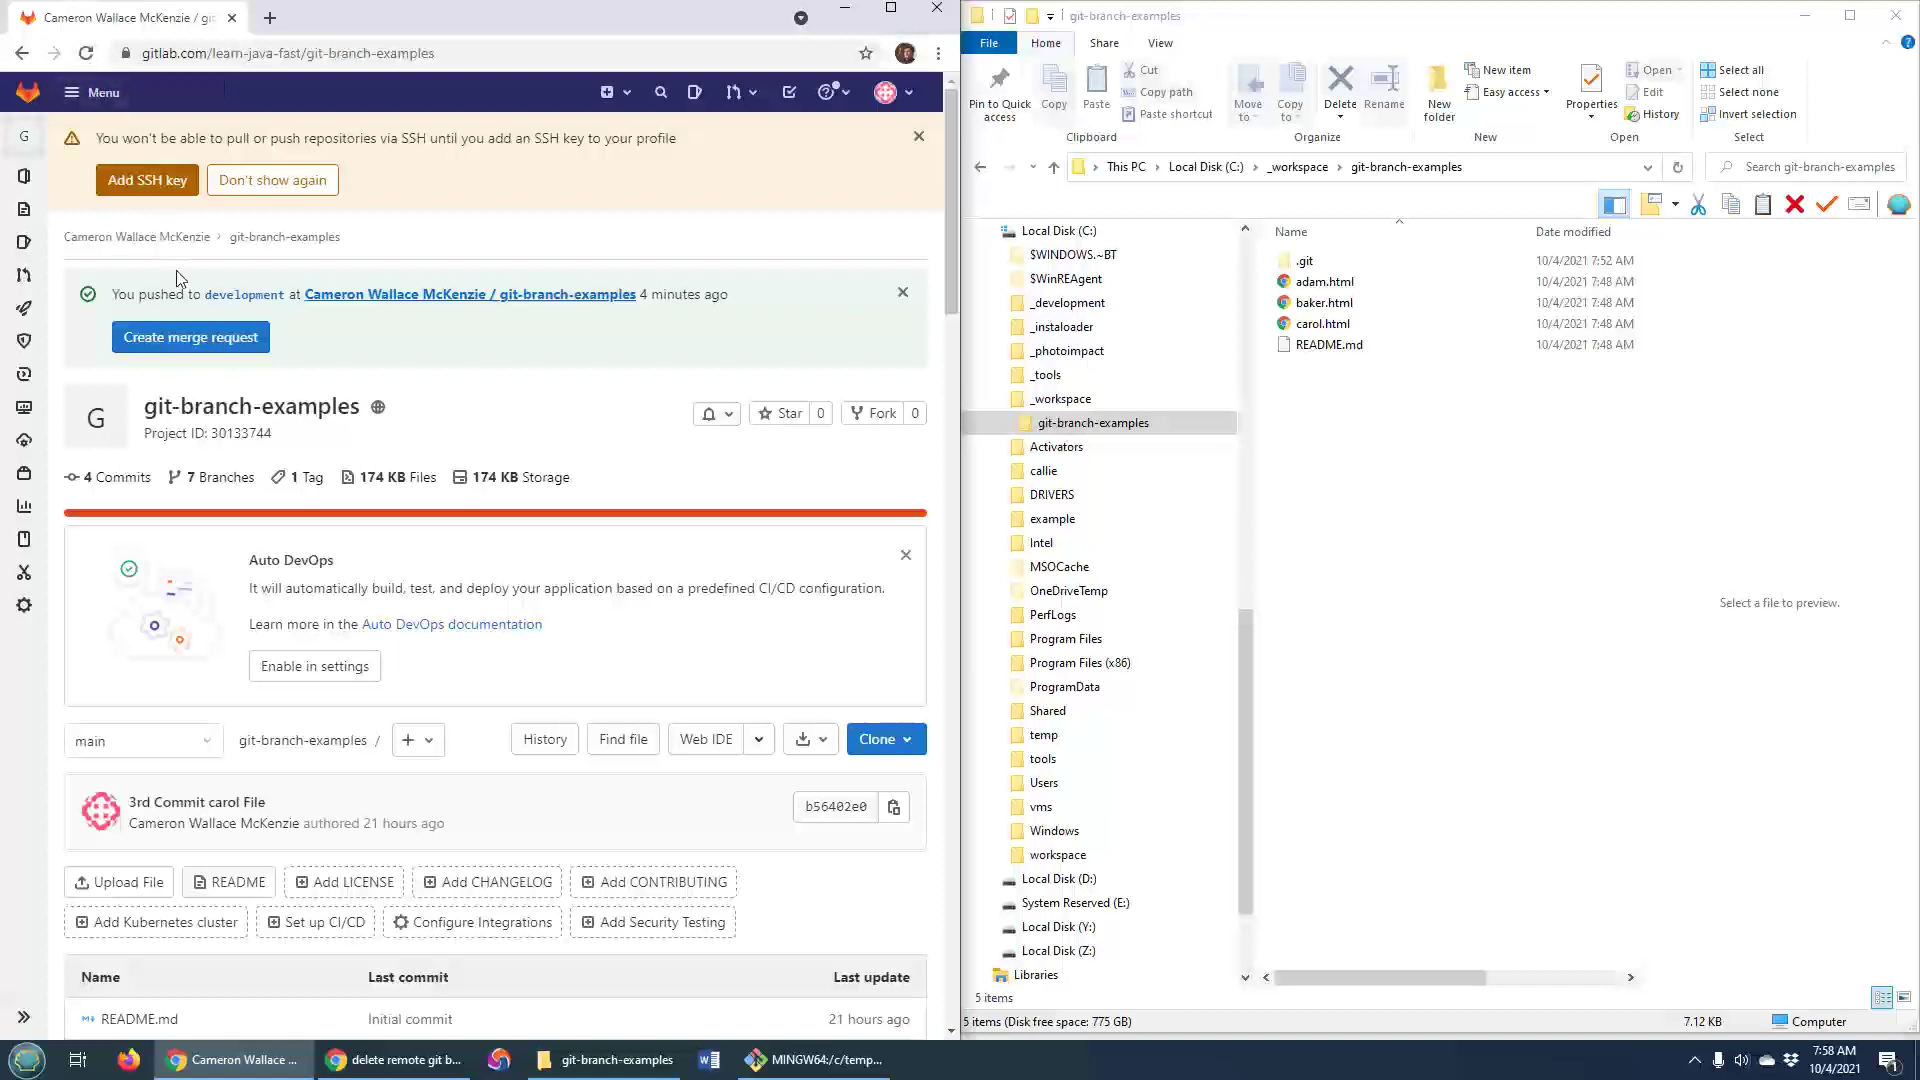 Cameron Wallace McKenzie / git
gitlab.com/learn-java-fast/git-branch-examples
Menu
G
You won't be able to pull or push repositories via SSH until you add an SSH key to your profile
Add SSH key
Don't show again
Cameron Wallace McKenzie › git-branch-examples
You pushed to development at Cameron Wallace McKenzie / git-branch-examples 4 minutes ago
Create merge request
G
git-branch-examples
Project ID: 30133744
Star 0
Fork 0
4 Commits
7 Branches
1 Tag
174 KB Files
174 KB Storage
Auto DevOps
It will automatically build, test, and deploy your application based on a predefined CI/CD configuration.
Learn more in the Auto DevOps documentation
Enable in settings
main
git-branch-examples /
History
Find file
Web IDE
Clone
3rd Commit carol File
Cameron Wallace McKenzie authored 21 hours ago
b56402e0
Upload File
README
Add LICENSE
Add CHANGELOG
Add CONTRIBUTING
Add Kubernetes cluster
Set up CI/CD
Configure Integrations
Add Security Testing
Name
Last commit
Last update
README.md
Initial commit
21 hours ago
git-branch-examples
File
Home
Share
View
Pin to Quick access
Copy
Paste
Cut
Copy path
Paste shortcut
Clipboard
Move to
Copy to
Delete
Rename
Organize
New folder
New item
Easy access
New
Properties
Open
Edit
History
Open
Select all
Select none
Invert selection
Select
This PC › Local Disk (C:) › _workspace › git-branch-examples
Search git-branch-examples
Local Disk (C:)
$WINDOWS.~BT
$WinREAgent
_development
_instaloader
_photoimpact
_tools
_workspace
git-branch-examples
Activators
callie
DRIVERS
example
Intel
MSOCache
OneDriveTemp
PerfLogs
Program Files
Program Files (x86)
ProgramData
Shared
temp
tools
Users
vms
Windows
workspace
Local Disk (D:)
System Reserved (E:)
Local Disk (Y:)
Local Disk (Z:)
Libraries
Name
Date modified
.git 10/4/2021 7:52 AM
adam.html 10/4/2021 7:48 AM
baker.html 10/4/2021 7:48 AM
carol.html 10/4/2021 7:48 AM
README.md 10/4/2021 7:48 AM
Select a file to preview.
5 items
5 items (Disk free space: 775 GB)
7.12 KB
Computer
Cameron Wallace ...
delete remote git b...
git-branch-examples
MINGW64:/c/temp...
7:58 AM
10/4/2021
1